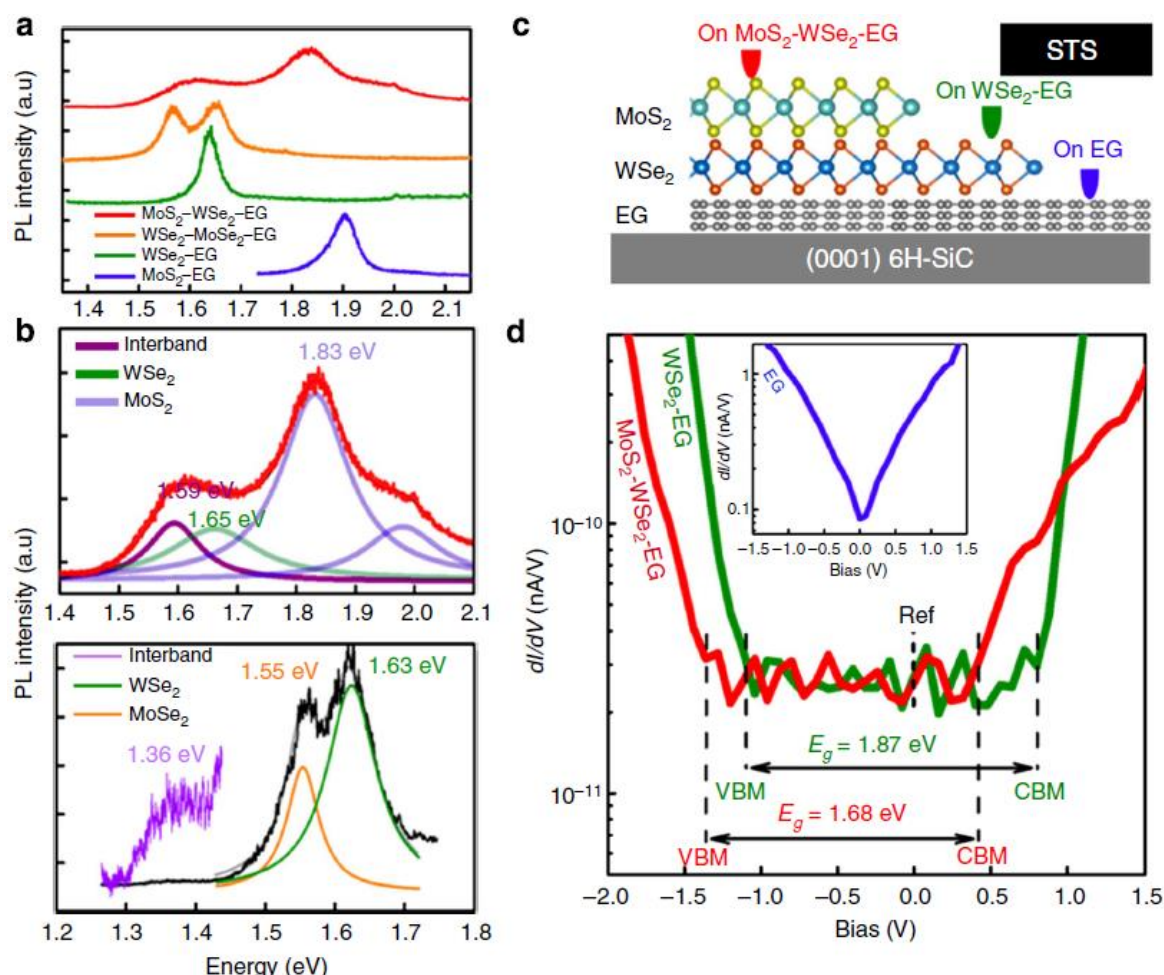 a
PL intensity (a.u)
MoS₂–WSe₂–EG
WSe₂–MoSe₂–EG
WSe₂–EG
MoS₂–EG
1.4 1.5 1.6 1.7 1.8 1.9 2.0 2.1
b
PL intensity (a.u)
Interband
WSe₂
MoS₂
1.83 eV
1.59 eV
1.65 eV
1.4 1.5 1.6 1.7 1.8 1.9 2.0 2.1
Interband
WSe₂
MoSe₂
1.36 eV
1.55 eV
1.63 eV
1.2 1.3 1.4 1.5 1.6 1.7 1.8
Energy (eV)
c
On MoS₂-WSe₂-EG
STS
On WSe₂-EG
On EG
MoS₂
WSe₂
EG
(0001) 6H-SiC
d
dI/dV (nA/V)
10⁻¹⁰
10⁻¹¹
MoS₂-WSe₂-EG
WSe₂-EG
EG
dI/dV (nA/V)
1
0.1
−1.5 −1.0 −0.5 0.0 0.5 1.0 1.5
Bias (V)
Ref
E_g = 1.87 eV
VBM
CBM
E_g = 1.68 eV
VBM
CBM
−2.0 −1.5 −1.0 −0.5 0.0 0.5 1.0 1.5
Bias (V)